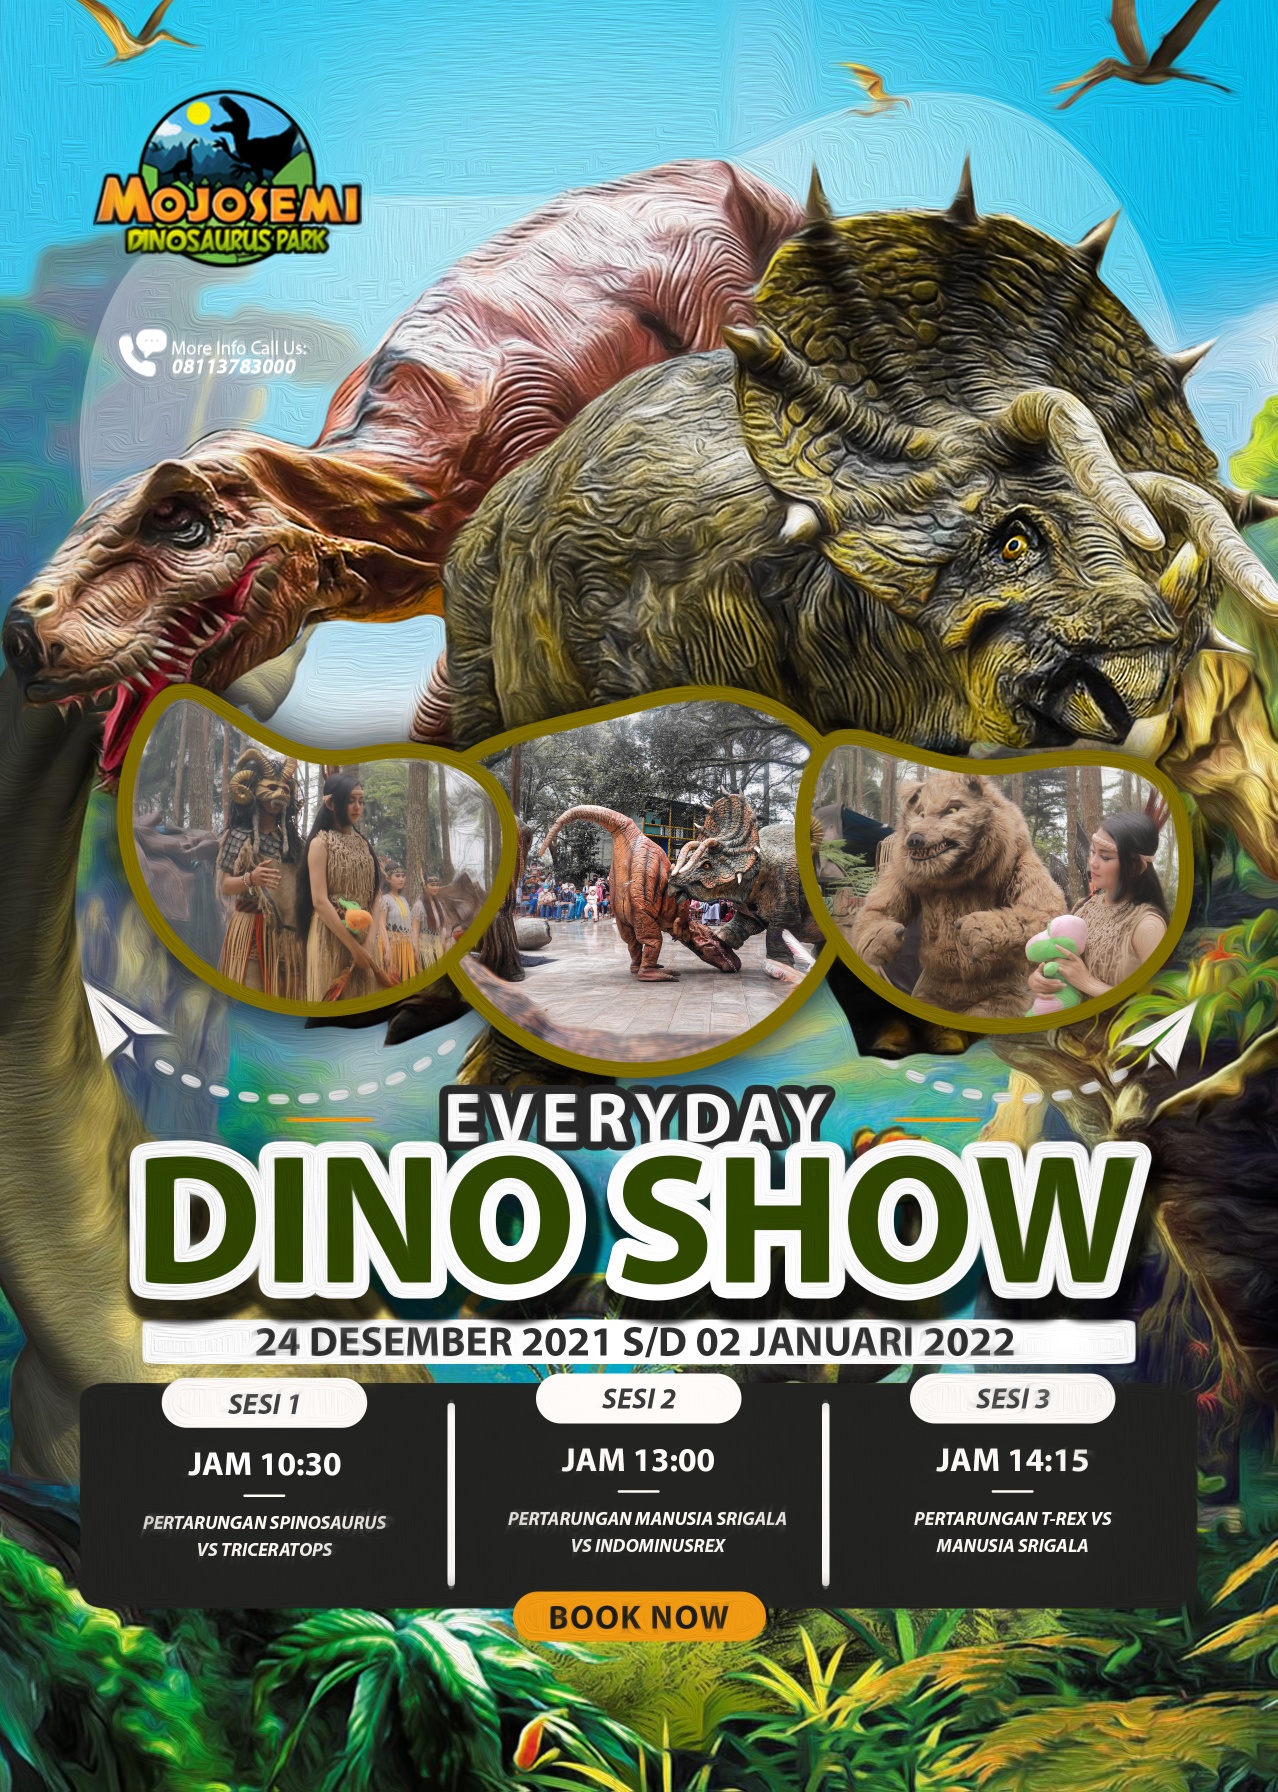 MOJOSEMI
DINOSAURUS PARK
More Info Call Us:
08113783000
EVERYDAY
DINO SHOW
24 DESEMBER 2021 S/D 02 JANUARI 2022
SESI 1
JAM 10:30
PERTARUNGAN SPINOSAURUS
VS TRICERATOPS
SESI 2
JAM 13:00
PERTARUNGAN MANUSIA SRIGALA
VS INDOMINUSREX
SESI 3
JAM 14:15
PERTARUNGAN T-REX VS
MANUSIA SRIGALA
BOOK NOW